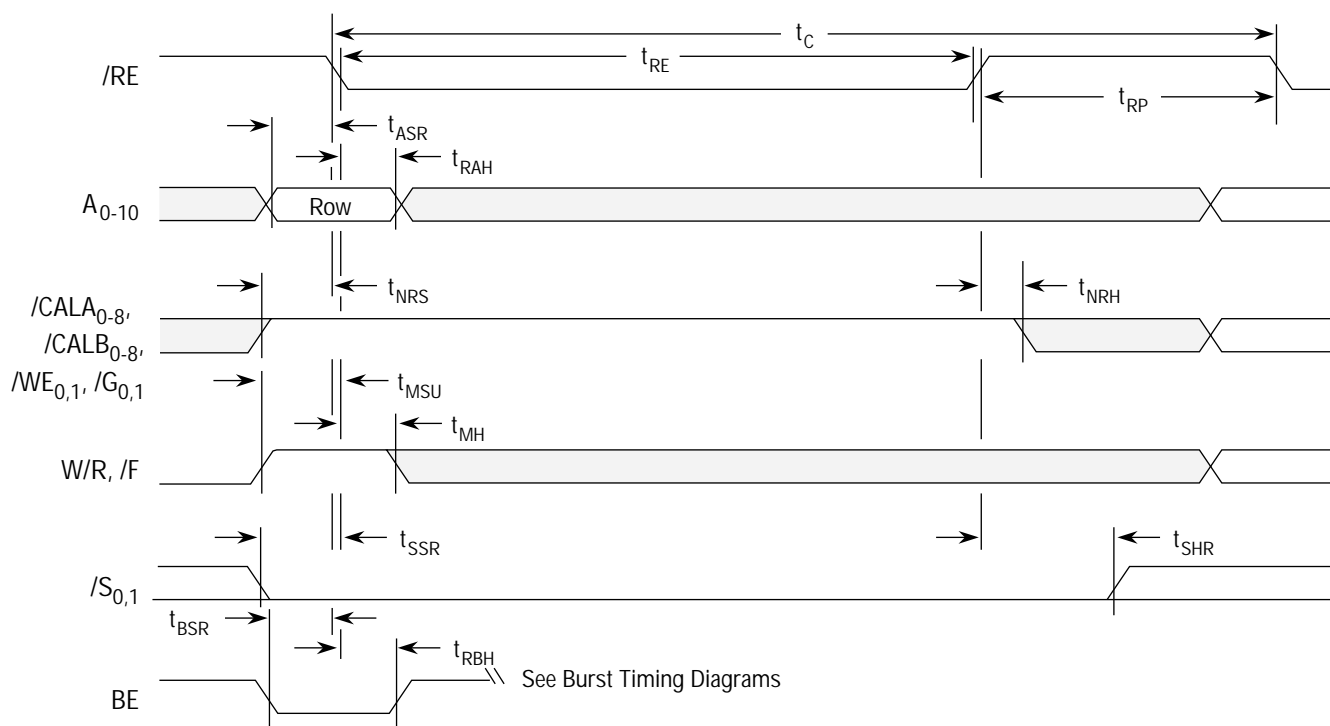 t_C
t_RE
/RE
t_RP
t_ASR
t_RAH
A_0-10
Row
t_NRS
t_NRH
/CALA_0-8,
/CALB_0-8,
/WE_0,1, /G_0,1
t_MSU
t_MH
W/R, /F
t_SSR
t_SHR
/S_0,1
t_BSR
t_RBH
See Burst Timing Diagrams
BE